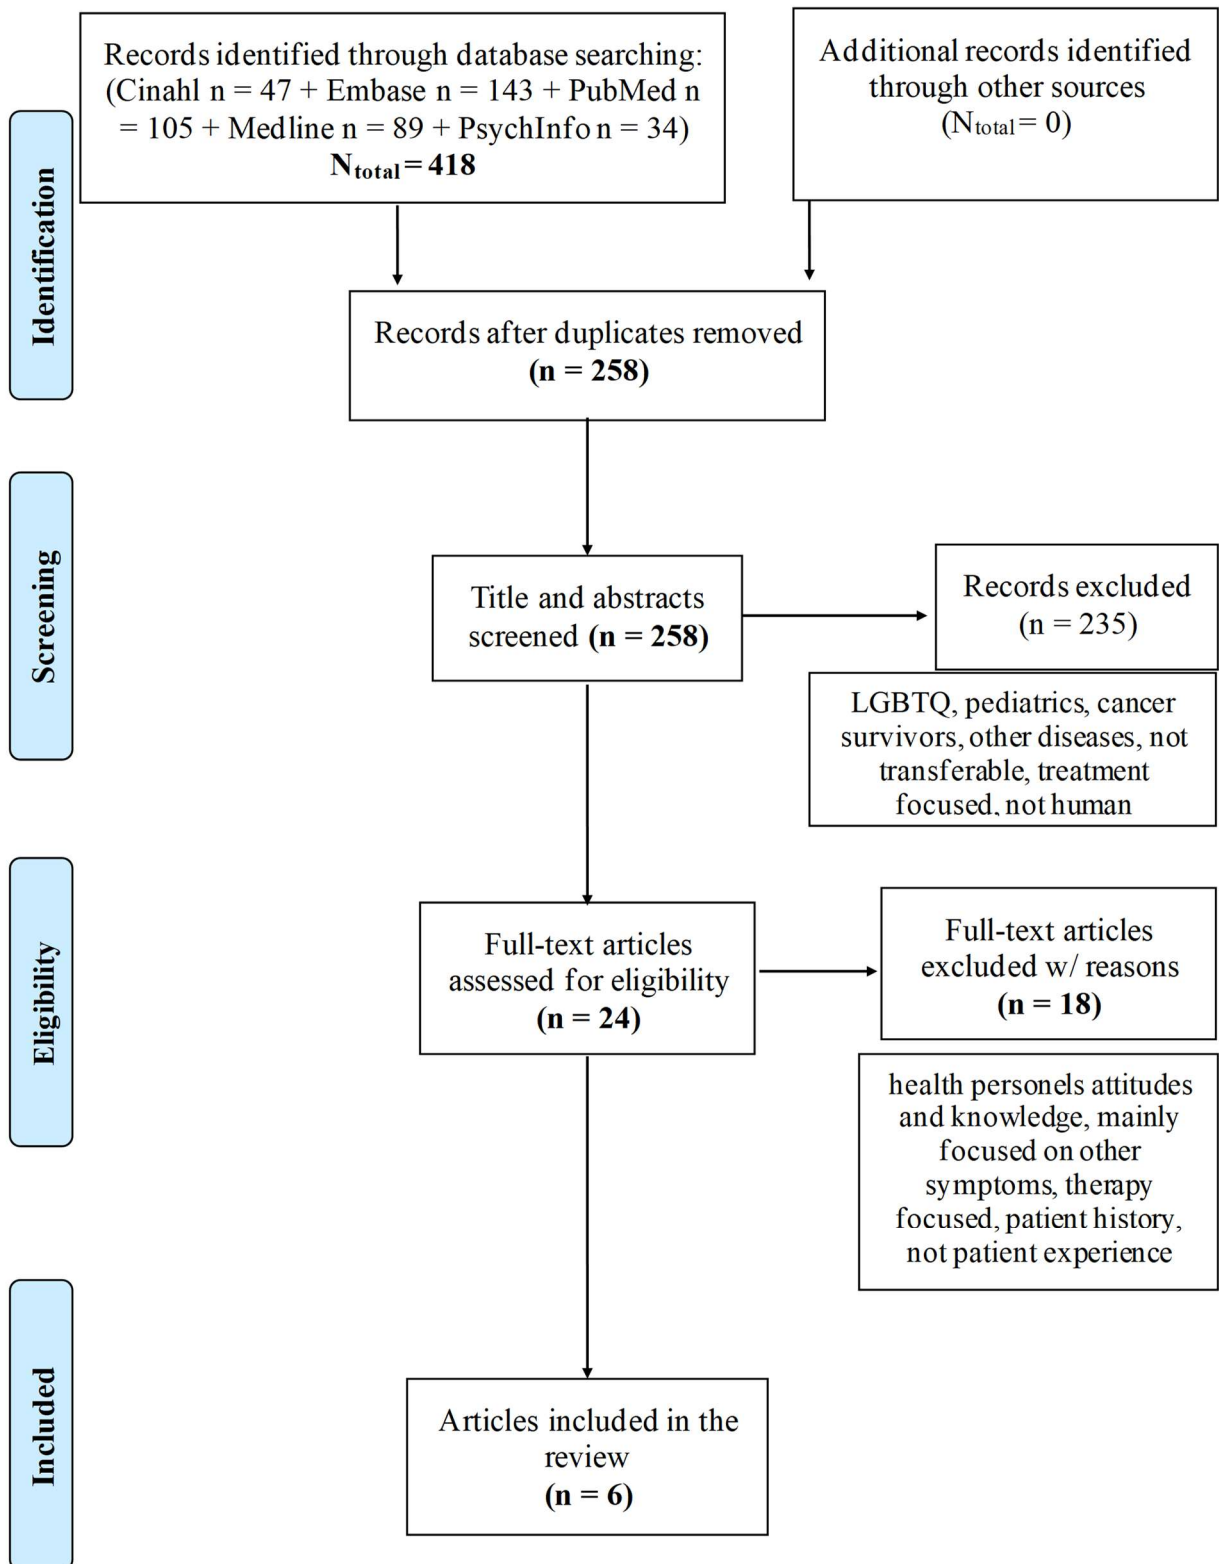 Records identified through database searching:
(Cinahl n = 47 + Embase n = 143 + PubMed n
= 105 + Medline n = 89 + PsychInfo n = 34)
N_total = 418
Additional records identified
through other sources
(N_total = 0)
Identification
Records after duplicates removed
(n = 258)
Screening
Title and abstracts
screened (n = 258)
Records excluded
(n = 235)
LGBTQ, pediatrics, cancer
survivors, other diseases, not
transferable, treatment
focused, not human
Eligibility
Full-text articles
assessed for eligibility
(n = 24)
Full-text articles
excluded w/ reasons
(n = 18)
health personels attitudes
and knowledge, mainly
focused on other
symptoms, therapy
focused, patient history,
not patient experience
Included
Articles included in the
review
(n = 6)